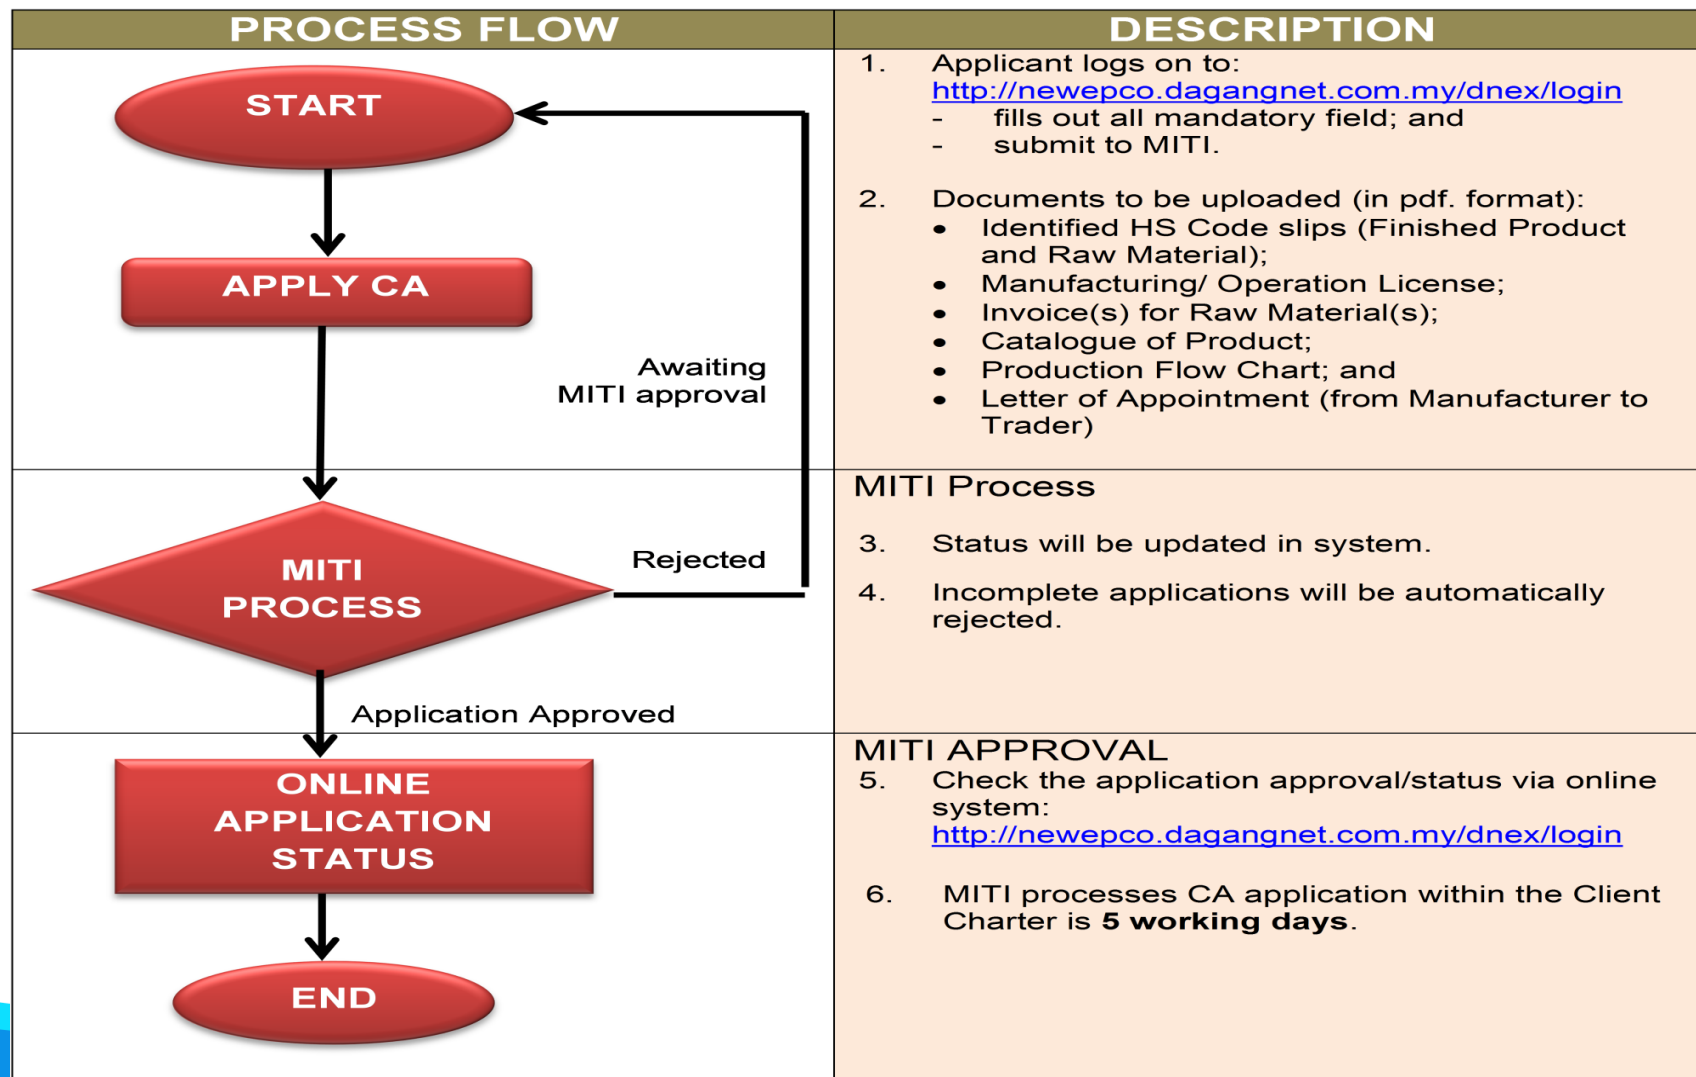 PROCESS FLOW
DESCRIPTION
START
APPLY CA
Awaiting
MITI approval
1. Applicant logs on to:
http://newepco.dagangnet.com.my/dnex/login
- fills out all mandatory field; and
- submit to MITI.
2. Documents to be uploaded (in pdf. format):
• Identified HS Code slips (Finished Product
and Raw Material);
• Manufacturing/ Operation License;
• Invoice(s) for Raw Material(s);
• Catalogue of Product;
• Production Flow Chart; and
• Letter of Appointment (from Manufacturer to
Trader)
MITI
PROCESS
Rejected
Application Approved
MITI Process
3. Status will be updated in system.
4. Incomplete applications will be automatically
rejected.
ONLINE
APPLICATION
STATUS
END
MITI APPROVAL
5. Check the application approval/status via online
system:
http://newepco.dagangnet.com.my/dnex/login
6. MITI processes CA application within the Client
Charter is 5 working days.